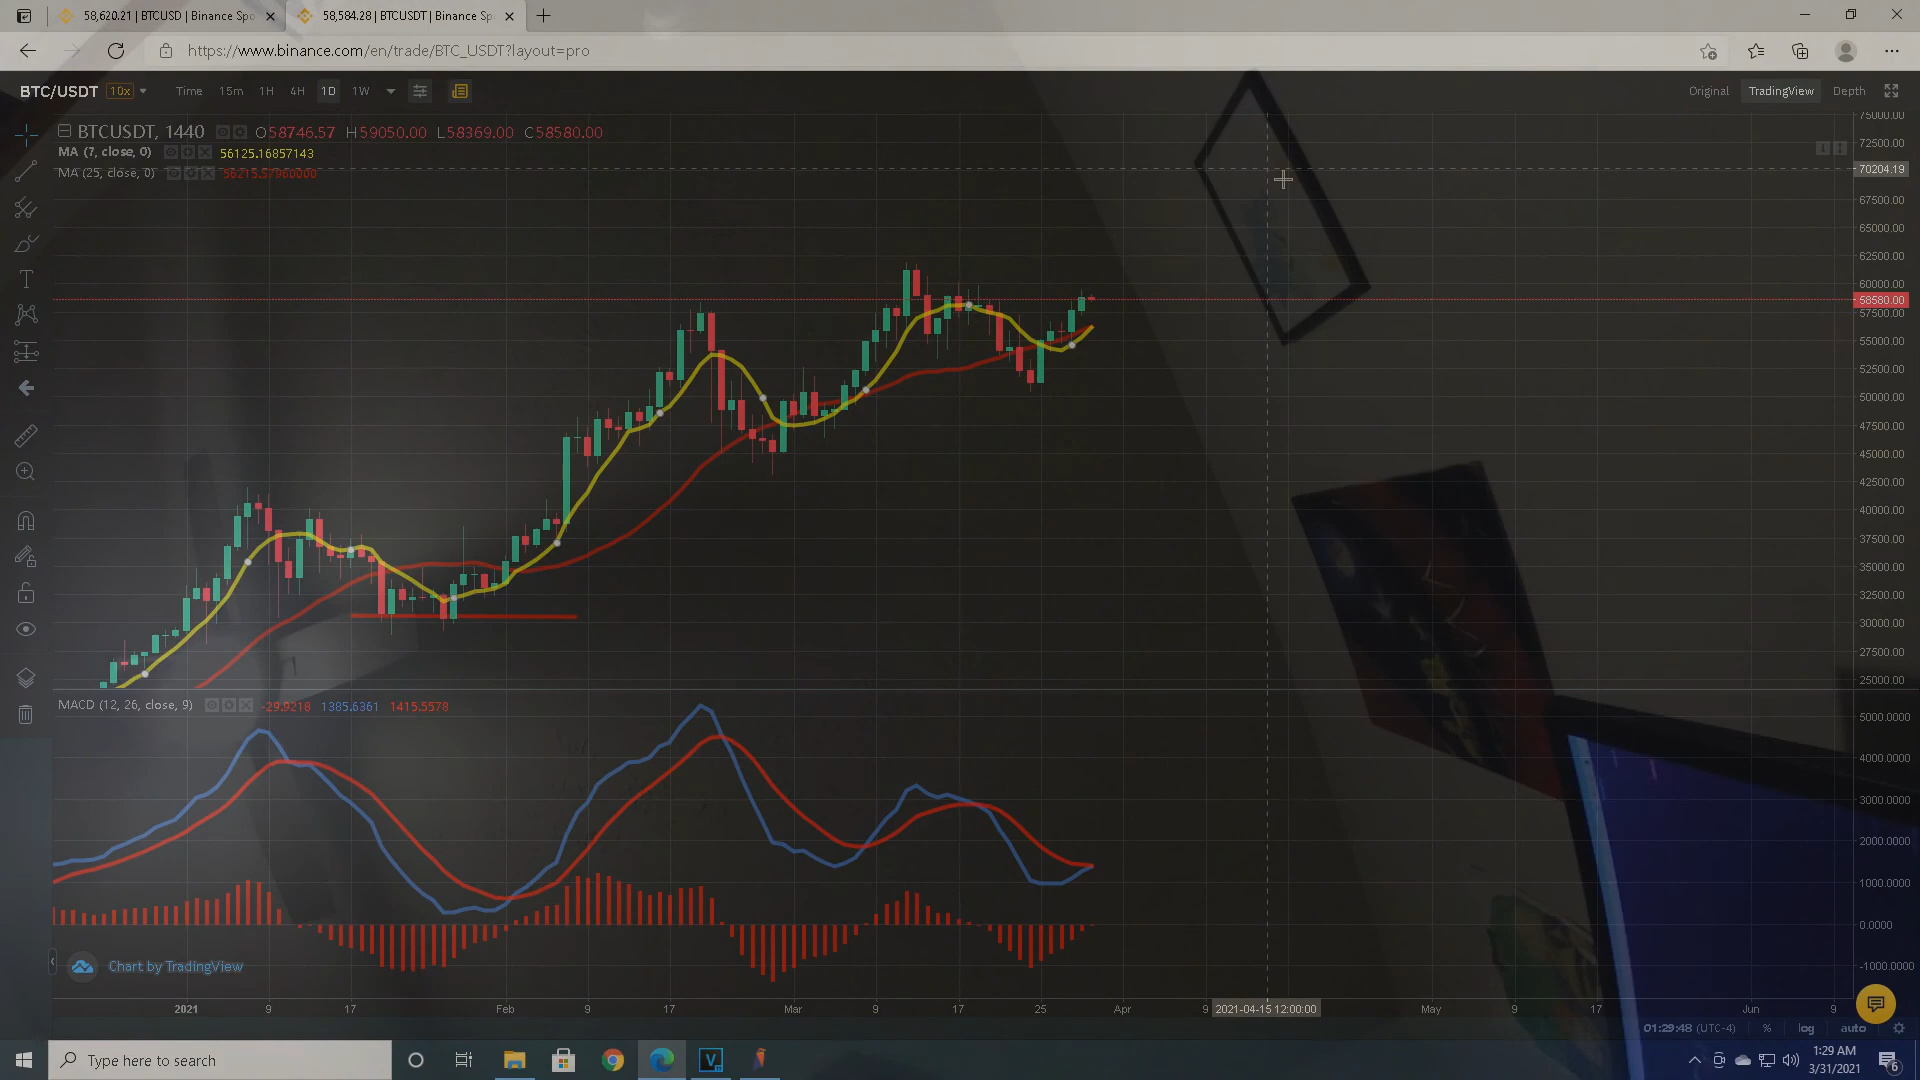 58,620.21 | BTCUSD | Binance Spo
58,584.28 | BTCUSDT | Binance Sp
https://www.binance.com/en/trade/BTC_USDT?layout=pro
BTC/USDT 10x Time 15m 1H 4H 1D 1W Original TradingView Depth
BTCUSDT, 1440 O58746.57 H59050.00 L58369.00 C58580.00
MA (7, close, 0) 56125.16857143
MA (25, close, 0) 56215.57960000
75000.00
72500.00
70204.19
67500.00
65000.00
62500.00
60000.00
58580.00
57500.00
55000.00
52500.00
50000.00
47500.00
45000.00
42500.00
40000.00
37500.00
35000.00
32500.00
30000.00
27500.00
25000.00
MACD (12, 26, close, 9) -29.9218 1385.6361 1415.5578
5000.0000
4000.0000
3000.0000
2000.0000
1000.0000
0.0000
-1000.0000
Chart by TradingView
2021 9 17 Feb 9 17 Mar 9 17 25 Apr 9 2021-04-15 12:00:00 May 9 17 Jun 9
01:29:48 (UTC-4) % log auto
Type here to search
1:29 AM
3/31/2021
6